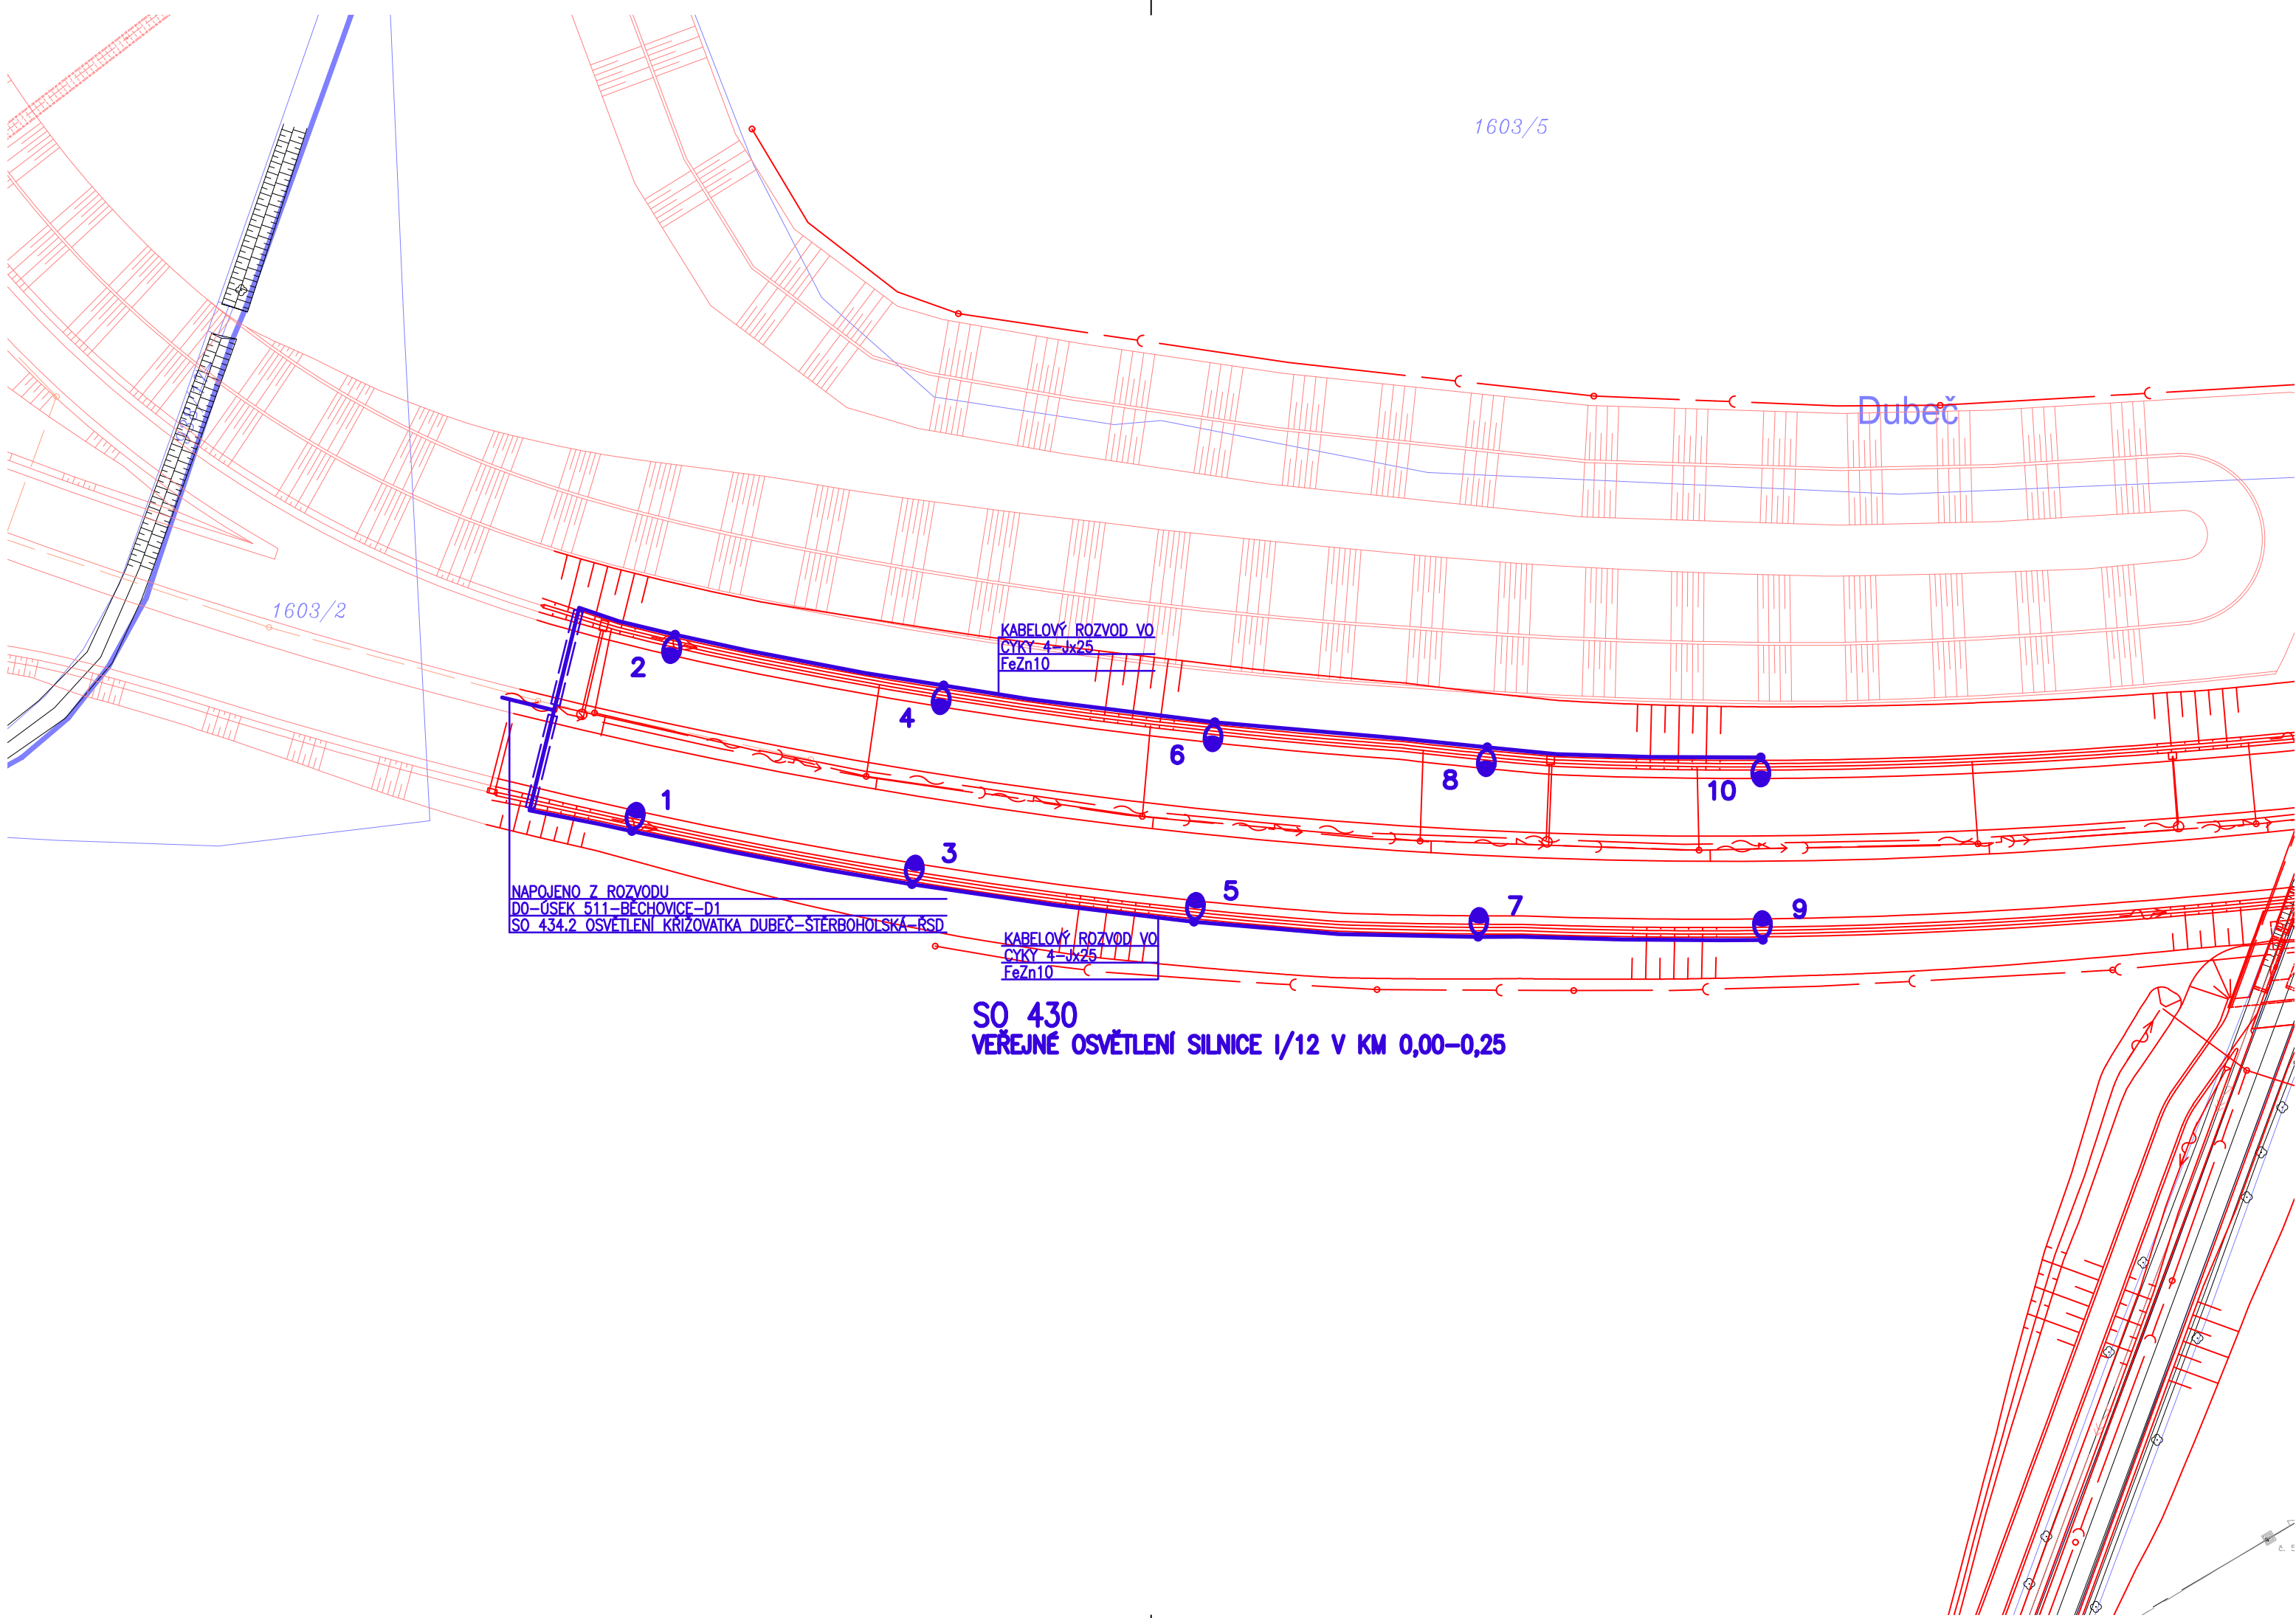 1603/5
Dubeč
1603/2
KABELOVÝ ROZVOD VO
CYKY 4-Jx25
FeZn10
2
4
6
8
10
1
3
5
7
9
NAPOJENO Z ROZVODU
DO-ÚSEK 511-BĚCHOVICE-D1
SO 434.2 OSVĚTLENÍ KŘIŽOVATKA DUBEČ-ŠTĚRBOHOLSKÁ-ŘSD
KABELOVÝ ROZVOD VO
CYKY 4-Jx25
FeZn10
SO 430
VEŘEJNÉ OSVĚTLENÍ SILNICE I/12 V KM 0,00-0,25